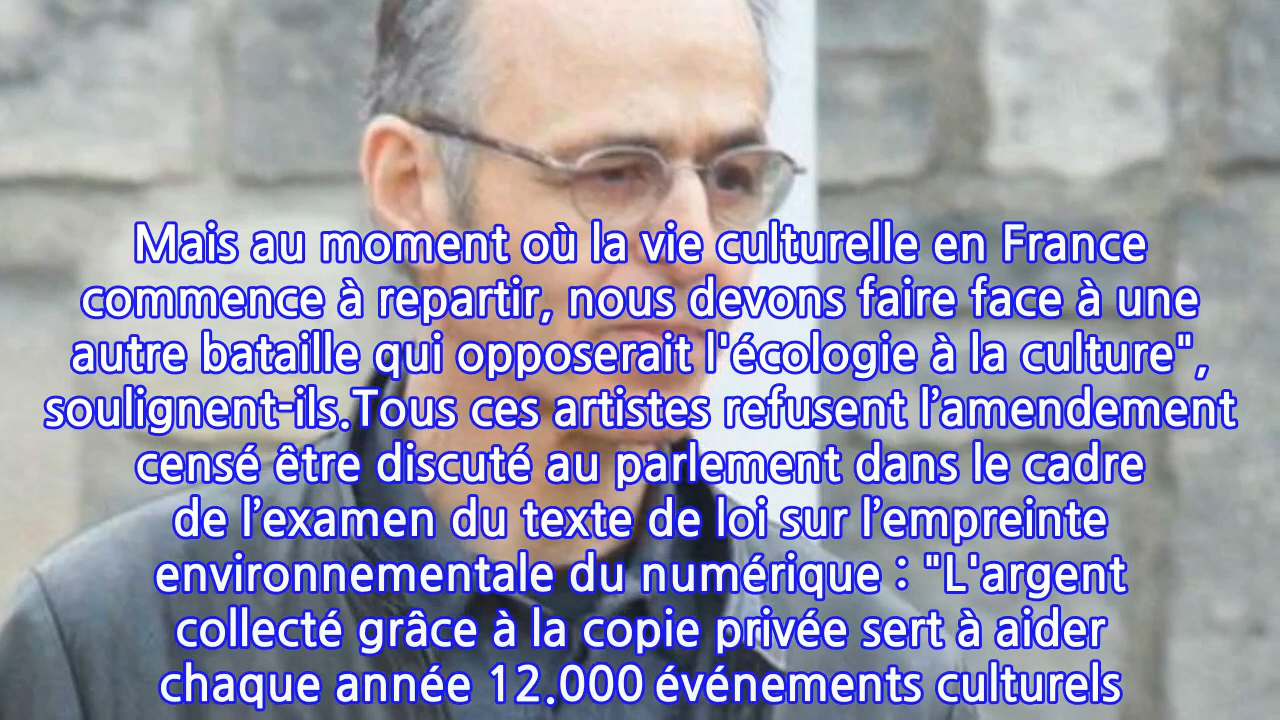 Mais au moment où la vie culturelle en France
commence à repartir, nous devons faire face à une
autre bataille qui opposerait l'écologie à la culture",
soulignent-ils.Tous ces artistes refusent l’amendement
censé être discuté au parlement dans le cadre
de l’examen du texte de loi sur l’empreinte
environnementale du numérique : "L'argent
collecté grâce à la copie privée sert à aider
chaque année 12.000 événements culturels